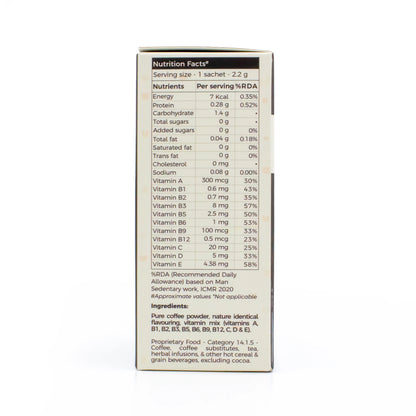 Nutrition Facts#
Serving size - 1 sachet - 2.2 g
Nutrients Per serving %RDA
Energy 7 Kcal 0.35%
Protein 0.28 g 0.52%
Carbohydrate 1.4 g *
Total sugars 0 g *
Added sugars 0 g 0%
Total fat 0.04 g 0.18%
Saturated fat 0 g 0%
Trans fat 0 g 0%
Cholesterol 0 mg *
Sodium 0.08 g 0.00%
Vitamin A 300 mcg 30%
Vitamin B1 0.6 mg 43%
Vitamin B2 0.7 mg 35%
Vitamin B3 8 mg 57%
Vitamin B5 2.5 mg 50%
Vitamin B6 1 mg 53%
Vitamin B9 100 mcg 33%
Vitamin B12 0.5 mcg 23%
Vitamin C 20 mg 25%
Vitamin D 5 mg 33%
Vitamin E 4.38 mg 58%
%RDA (Recommended Daily
Allowance) based on Man
Sedentary work, ICMR 2020
#Approximate values *Not applicable
Ingredients:
Pure coffee powder, nature identical
flavouring, vitamin mix (vitamins A,
B1, B2, B3, B5, B6, B9, B12, C, D & E).
Proprietary Food - Category 14.1.5 -
Coffee, coffee substitutes, tea,
herbal infusions, & other hot cereal &
grain beverages, excluding cocoa.